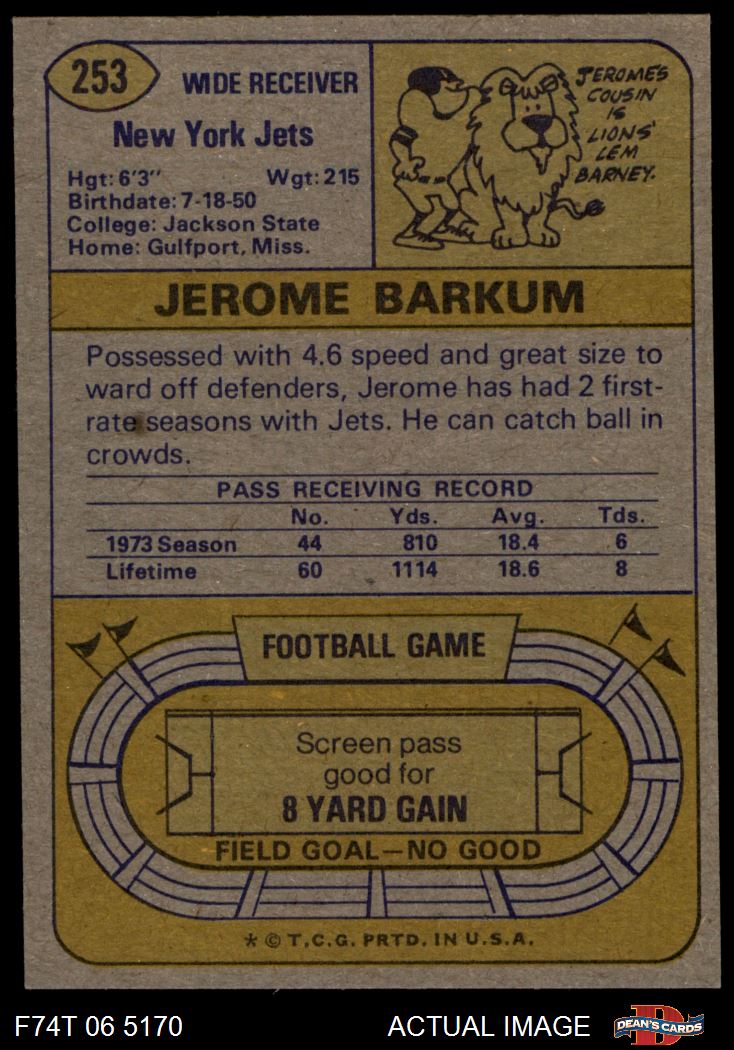 253
WIDE RECEIVER
New York Jets
Hgt: 6'3" Wgt: 215
Birthdate: 7-18-50
College: Jackson State
Home: Gulfport, Miss.
JEROME'S
COUSIN
IS
LIONS'
LEM
BARNEY.
JEROME BARKUM
Possessed with 4.6 speed and great size to
ward off defenders, Jerome has had 2 first-
rate seasons with Jets. He can catch ball in
crowds.
PASS RECEIVING RECORD
No. Yds. Avg. Tds.
1973 Season 44 810 18.4 6
Lifetime 60 1114 18.6 8
FOOTBALL GAME
Screen pass
good for
8 YARD GAIN
FIELD GOAL—NO GOOD
* © T.C.G. PRTD. IN U.S.A.
F74T 06 5170 ACTUAL IMAGE
D
DEAN'S CARDS